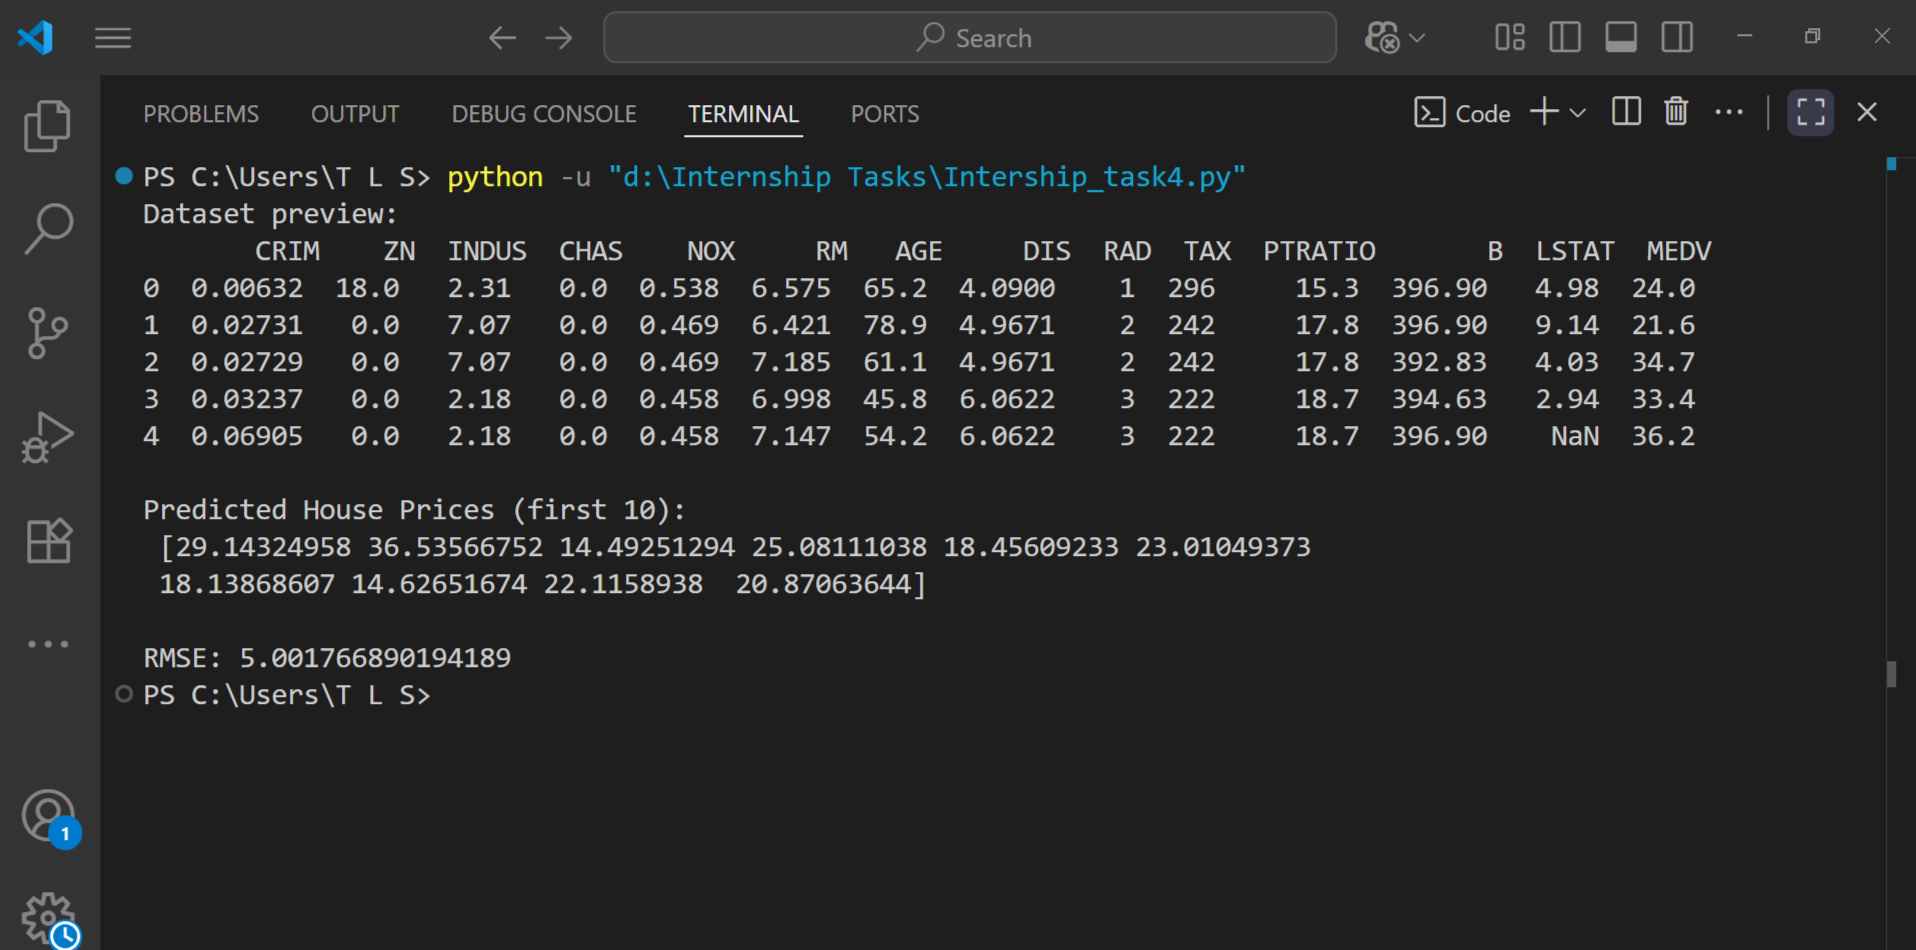 Search
PROBLEMS OUTPUT DEBUG CONSOLE TERMINAL PORTS Code
PS C:\Users\T L S> python -u "d:\Internship Tasks\Intership_task4.py"
Dataset preview:
CRIM ZN INDUS CHAS NOX RM AGE DIS RAD TAX PTRATIO B LSTAT MEDV
0 0.00632 18.0 2.31 0.0 0.538 6.575 65.2 4.0900 1 296 15.3 396.90 4.98 24.0
1 0.02731 0.0 7.07 0.0 0.469 6.421 78.9 4.9671 2 242 17.8 396.90 9.14 21.6
2 0.02729 0.0 7.07 0.0 0.469 7.185 61.1 4.9671 2 242 17.8 392.83 4.03 34.7
3 0.03237 0.0 2.18 0.0 0.458 6.998 45.8 6.0622 3 222 18.7 394.63 2.94 33.4
4 0.06905 0.0 2.18 0.0 0.458 7.147 54.2 6.0622 3 222 18.7 396.90 NaN 36.2
Predicted House Prices (first 10):
[29.14324958 36.53566752 14.49251294 25.08111038 18.45609233 23.01049373
18.13868607 14.62651674 22.1158938 20.87063644]
RMSE: 5.001766890194189
PS C:\Users\T L S>
1